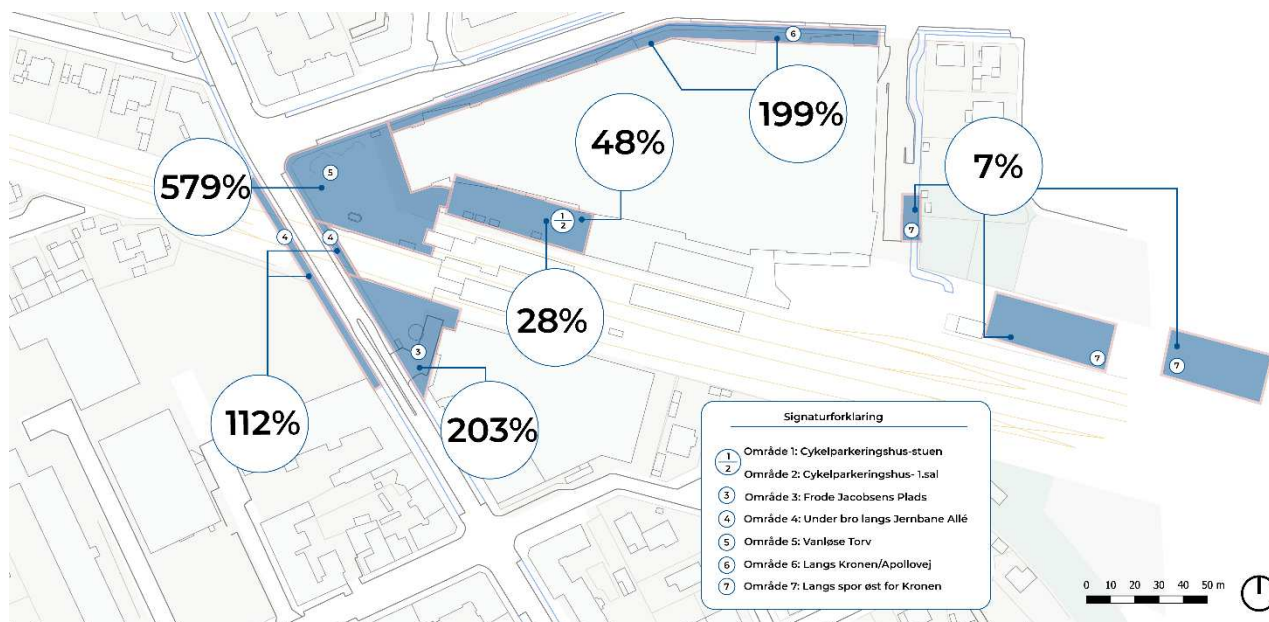 6
199%
48%
7%
579%
5
1
2
7
4
4
28%
3
7
7
112%
203%
Signaturforklaring
1
2
Område 1: Cykelparkeringshus-stuen
Område 2: Cykelparkeringshus- 1.sal
3 Område 3: Frode Jacobsens Plads
4 Område 4: Under bro langs Jernbane Allé
5 Område 5: Vanløse Torv
6 Område 6: Langs Kronen/Apollovej
7 Område 7: Langs spor øst for Kronen
0 10 20 30 40 50 m